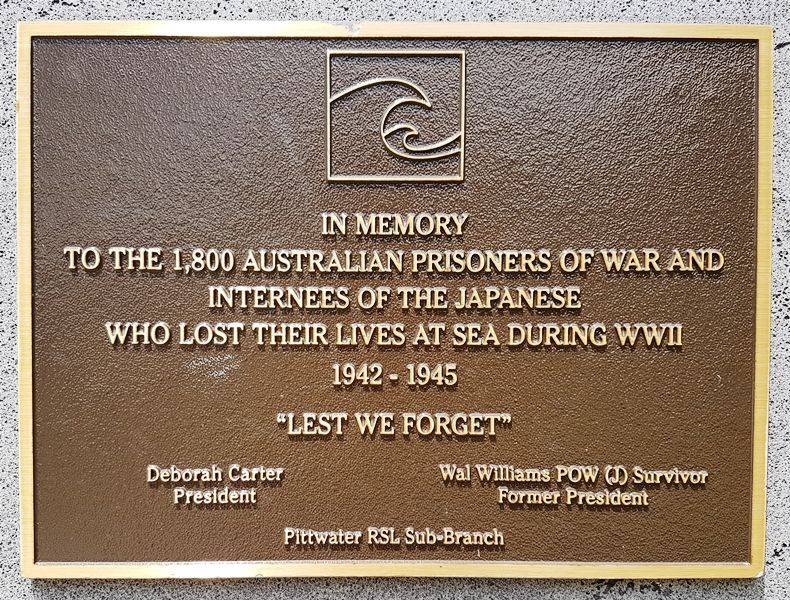 IN MEMORY
TO THE 1,800 AUSTRALIAN PRISONERS OF WAR AND
INTERNEES OF THE JAPANESE
WHO LOST THEIR LIVES AT SEA DURING WWII
1942 - 1945
"LEST WE FORGET"
Deborah Carter
President
Wal Williams POW (J) Survivor
Former President
Pittwater RSL Sub-Branch